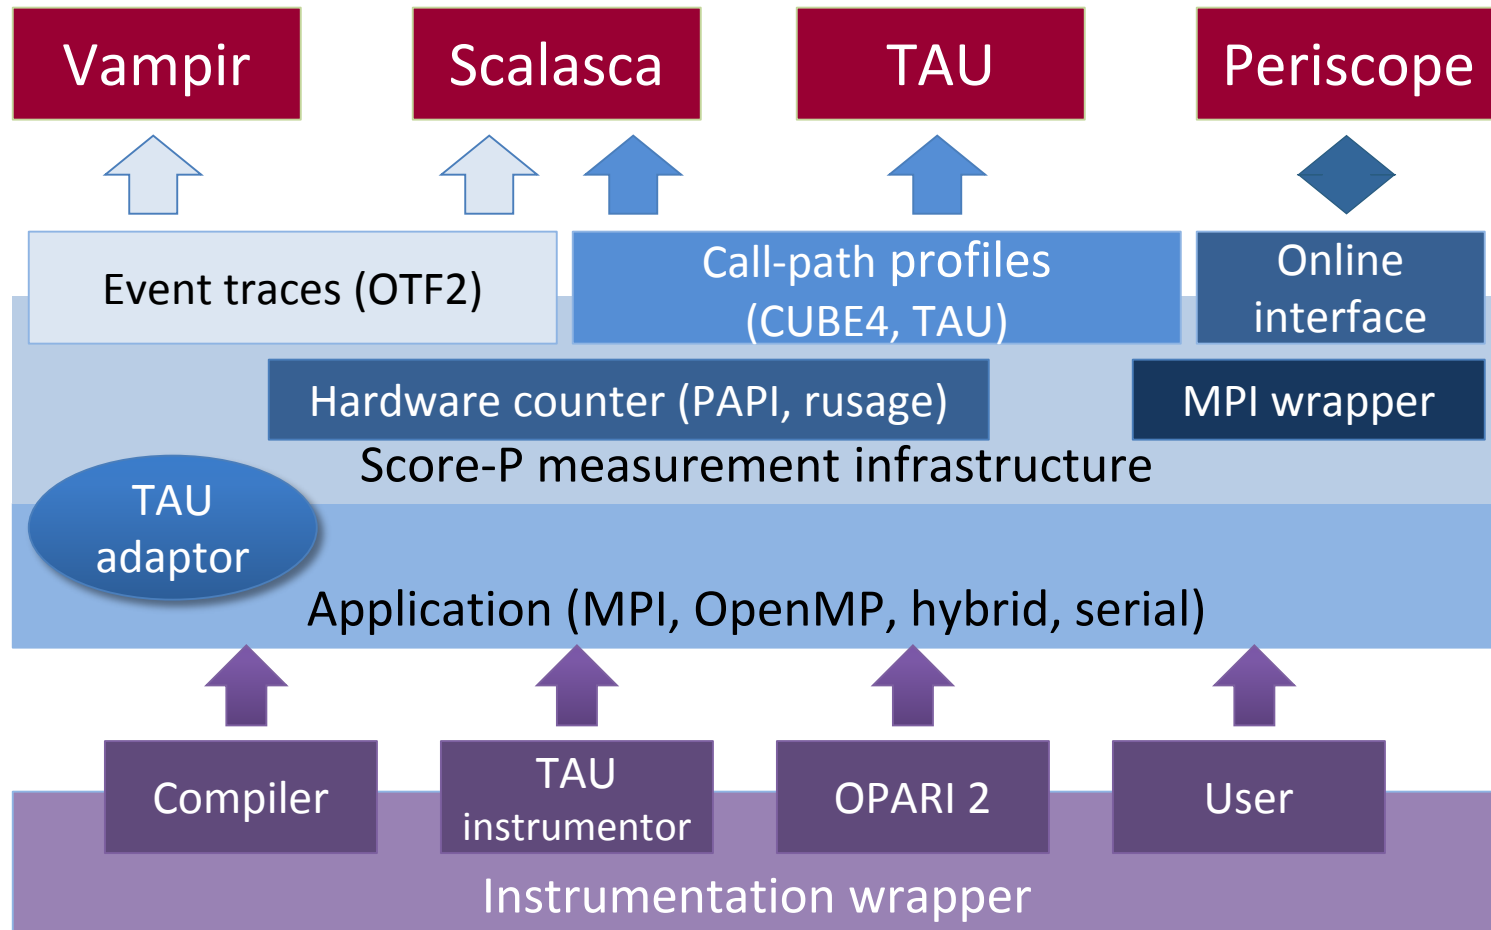 Vampir
Scalasca
TAU
Periscope
Event traces (OTF2)
Call-path profiles
(CUBE4, TAU)
Online
interface
Hardware counter (PAPI, rusage)
MPI wrapper
Score-P measurement infrastructure
TAU
adaptor
Application (MPI, OpenMP, hybrid, serial)
Compiler
TAU
instrumentor
OPARI 2
User
Instrumentation wrapper